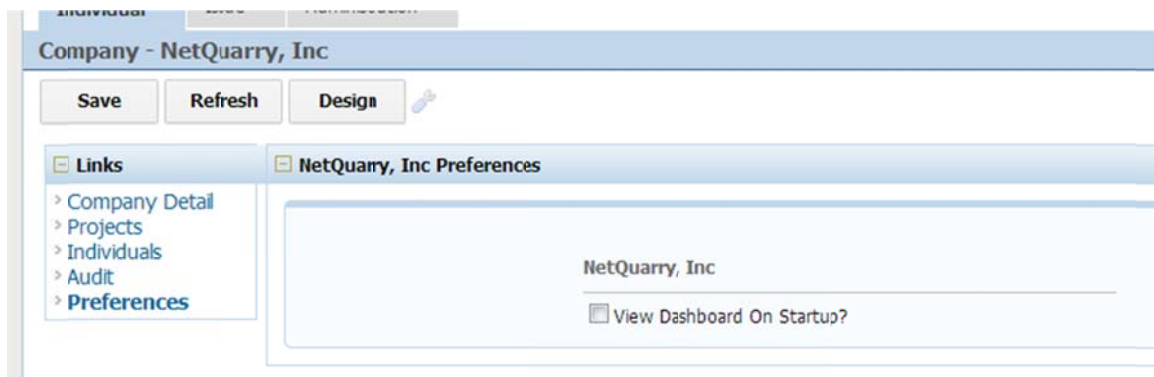 Individual
Company - NetQuarry, Inc
Save Refresh Design
Links
NetQuarry, Inc Preferences
Company Detail
Projects
Individuals
Audit
Preferences
NetQuarry, Inc
View Dashboard On Startup?